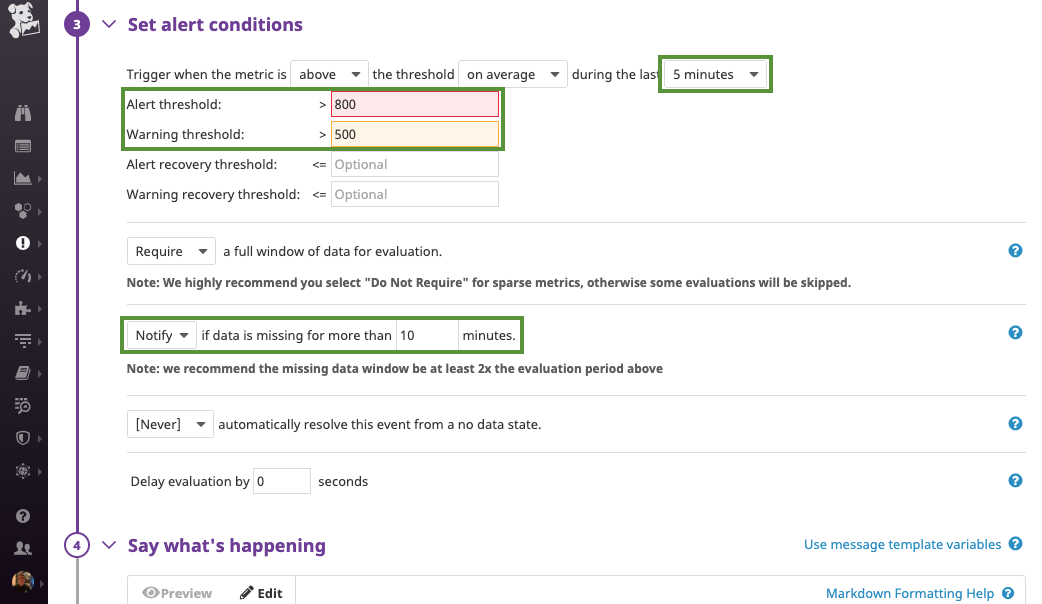 3 Set alert conditions
Trigger when the metric is above the threshold on average during the last 5 minutes
Alert threshold: > 800
Warning threshold: > 500
Alert recovery threshold: <= Optional
Warning recovery threshold: <= Optional
Require a full window of data for evaluation. ?
Note: We highly recommend you select "Do Not Require" for sparse metrics, otherwise some evaluations will be skipped.
Notify if data is missing for more than 10 minutes. ?
Note: we recommend the missing data window be at least 2x the evaluation period above
[Never] automatically resolve this event from a no data state. ?
Delay evaluation by 0 seconds ?
4 Say what's happening Use message template variables ?
Preview Edit Markdown Formatting Help ?